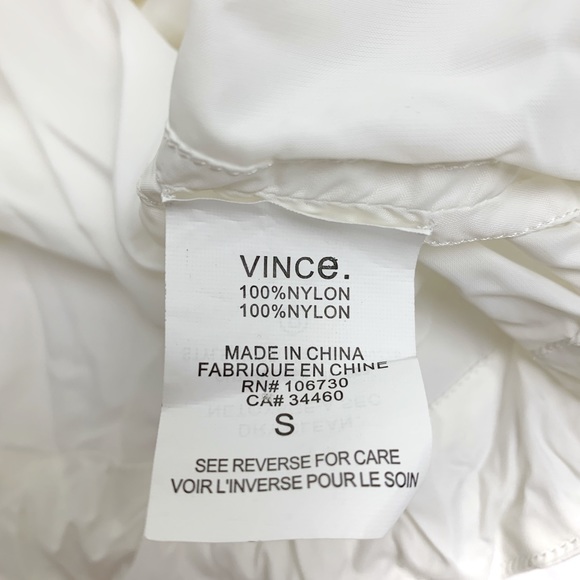 VINCe.
100%NYLON
100%NYLON
MADE IN CHINA
FABRIQUE EN CHINE
RN# 106730
CA# 34460
S
SEE REVERSE FOR CARE
VOIR L'INVERSE POUR LE SOIN